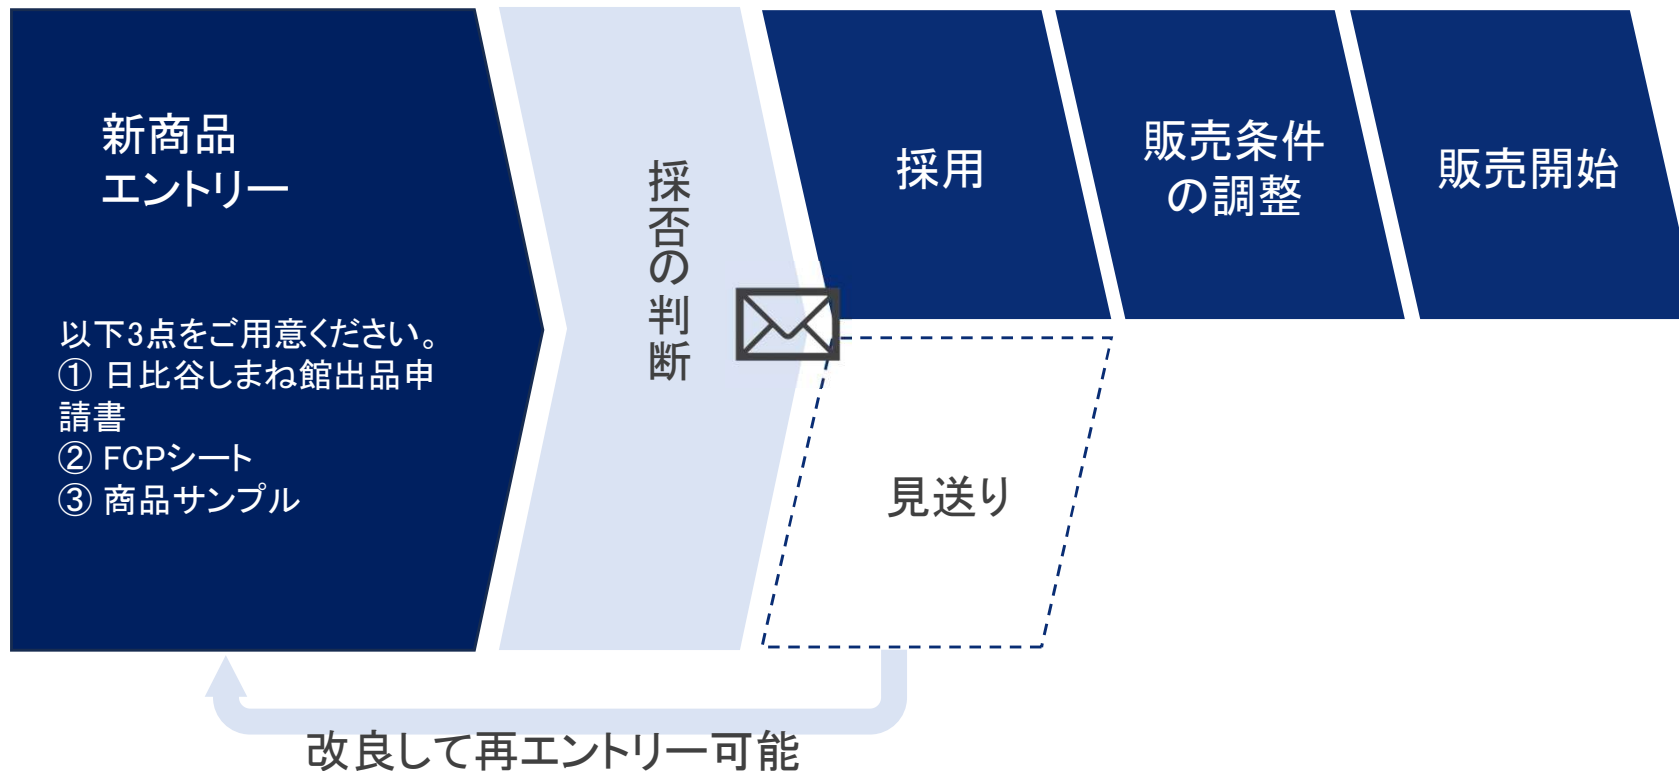 新商品
エントリー
以下3点をご用意ください。
① 日比谷しまね館出品申
請書
② FCPシート
③ 商品サンプル
採否の判断
採用
販売条件
の調整
販売開始
見送り
改良して再エントリー可能